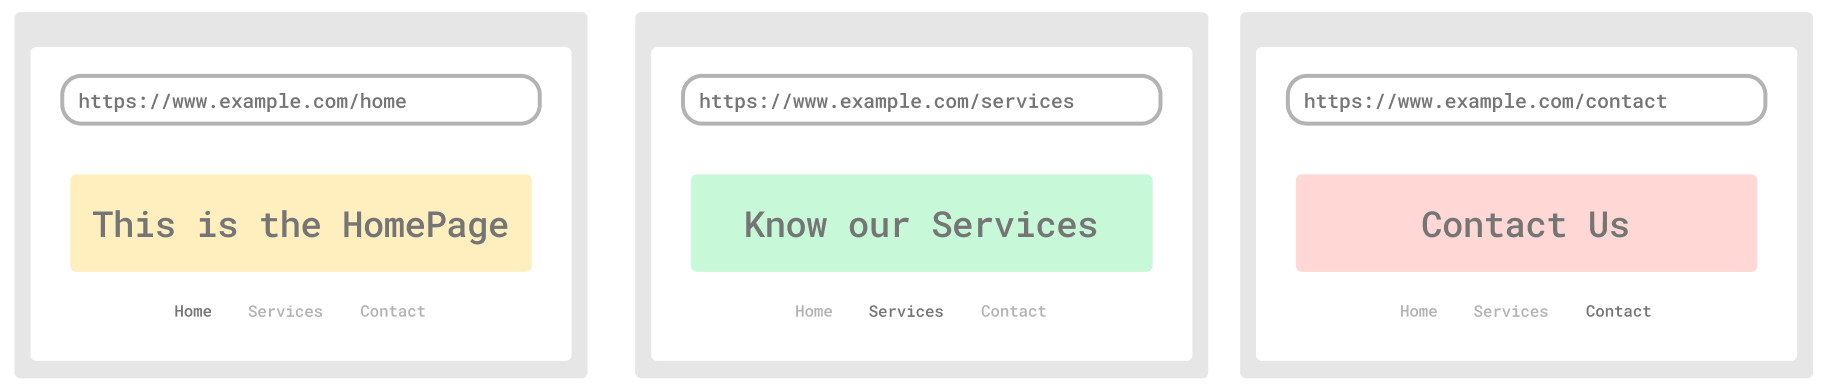 https://www.example.com/home
This is the HomePage
Home Services Contact
https://www.example.com/services
Know our Services
Home Services Contact
https://www.example.com/contact
Contact Us
Home Services Contact